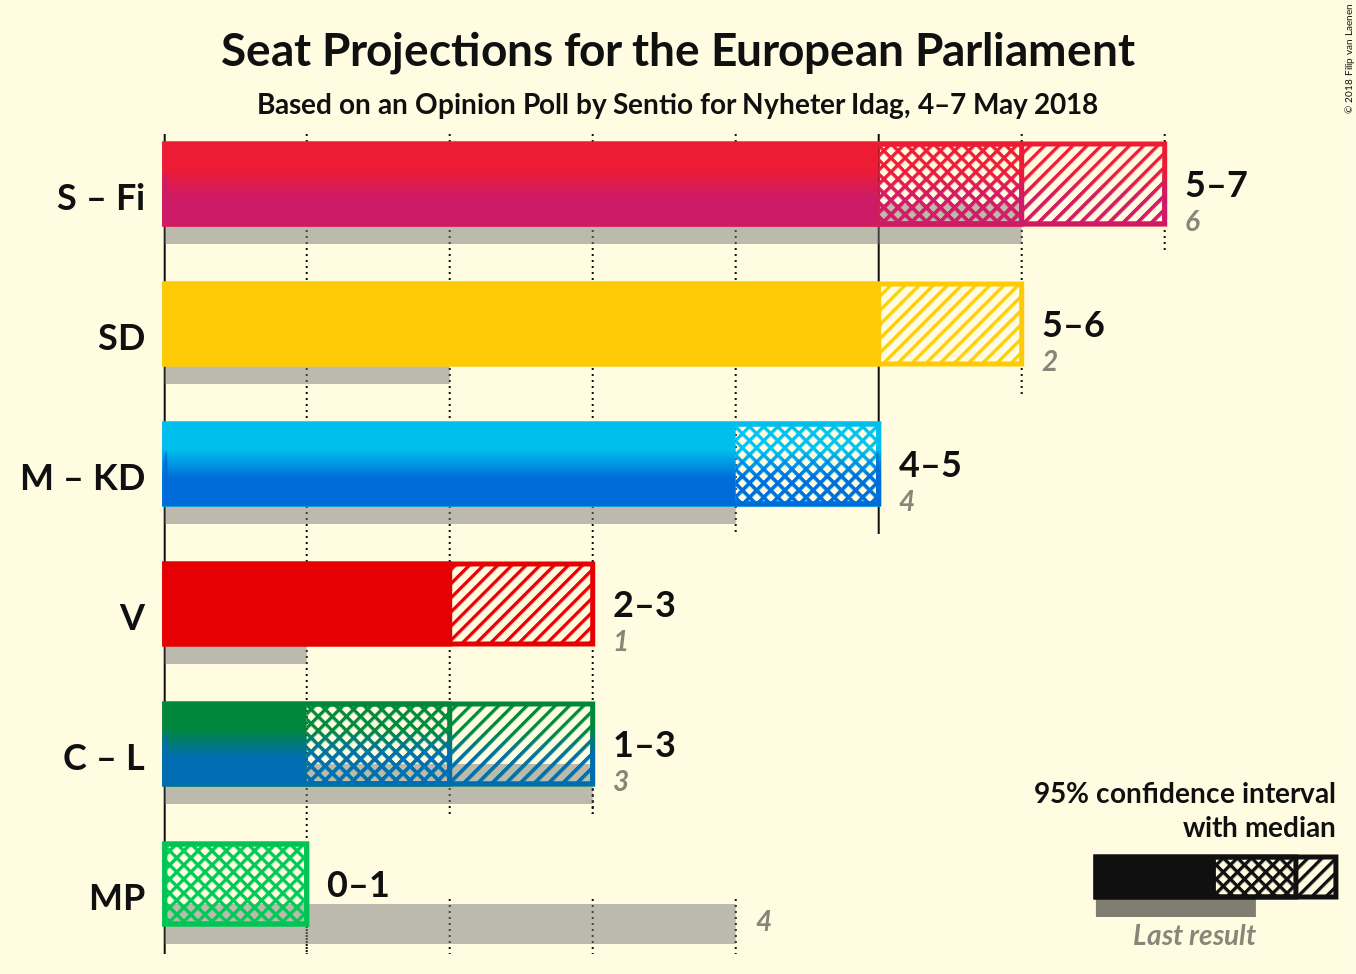 Seat Projections for the European Parliament
Based on an Opinion Poll by Sentio for Nyheter Idag, 4–7 May 2018
© 2018 Filip van Laenen
S – Fi
5–7
6
SD
5–6
2
M – KD
4–5
4
V
2–3
1
C – L
1–3
3
MP
0–1
4
95% confidence interval
with median
Last result